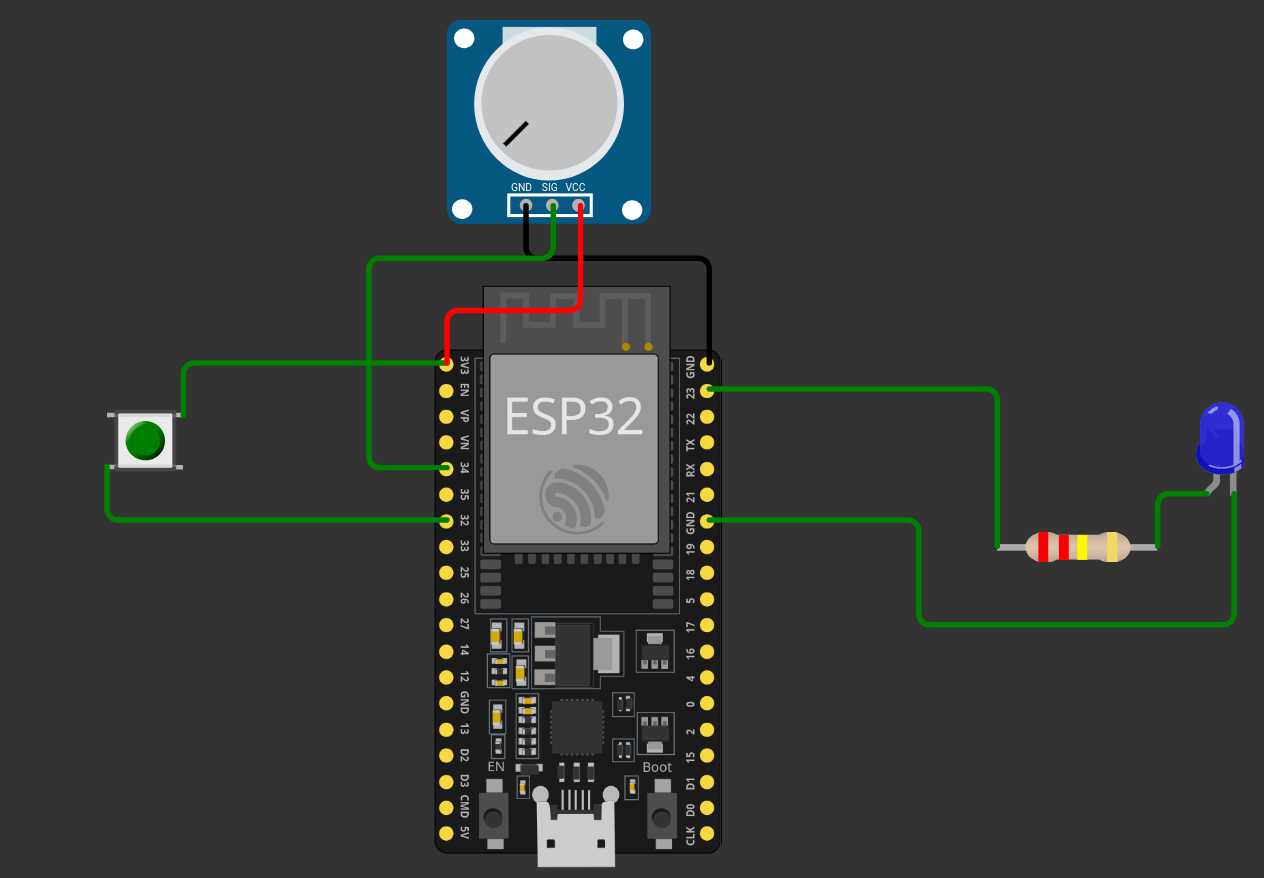 GND SIG VCC
ESP32
3V3
EN
VP
VN
34
35
32
33
25
26
27
14
12
GND
13
D2
D3
CMD
5V
GND
23
22
TX
RX
21
GND
19
18
5
17
16
4
0
2
15
D1
D0
CLK
EN
Boot